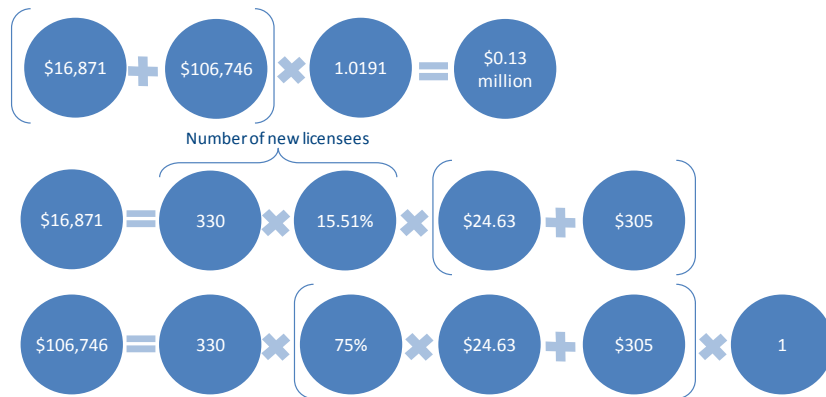 ( $16,871 + $106,746 ) × 1.0191 = $0.13 million
Number of new licensees
$16,871 = 330 × 15.51% × ( $24.63 + $305 )
$106,746 = 330 × ( 75% × $24.63 + $305 ) × 1